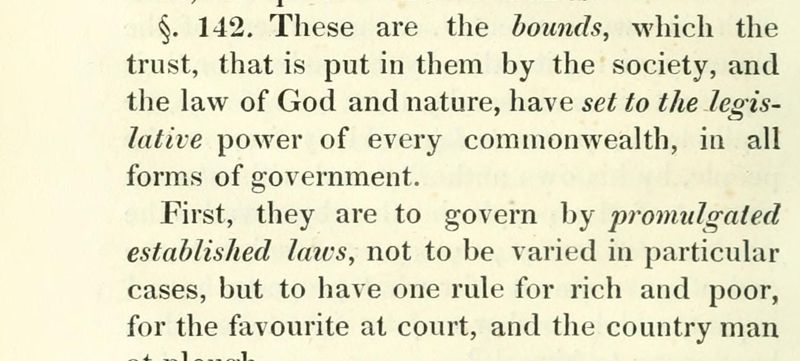 §. 142. These are the bounds, which the
trust, that is put in them by the society, and
the law of God and nature, have set to the legis-
lative power of every commonwealth, in all
forms of government.
First, they are to govern by promulgated
established laws, not to be varied in particular
cases, but to have one rule for rich and poor,
for the favourite at court, and the country man
at plough